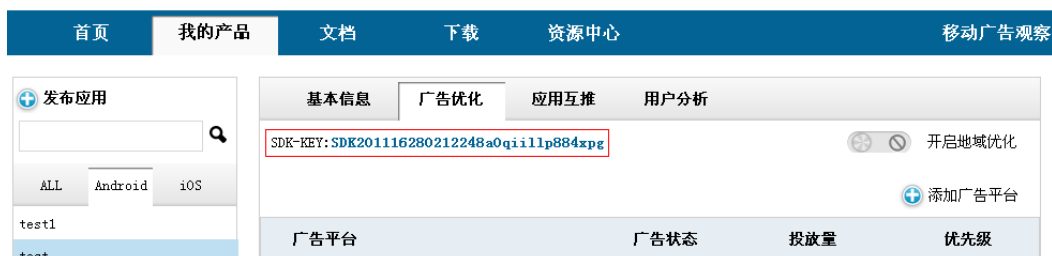 首页 我的产品 文档 下载 资源中心 移动广告观察
发布应用
ALL Android iOS
test1
test
基本信息 广告优化 应用互推 用户分析
SDK-KEY:SDK201116280212248a0qiillp884xpg
开启地域优化
添加广告平台
广告平台 广告状态 投放量 优先级